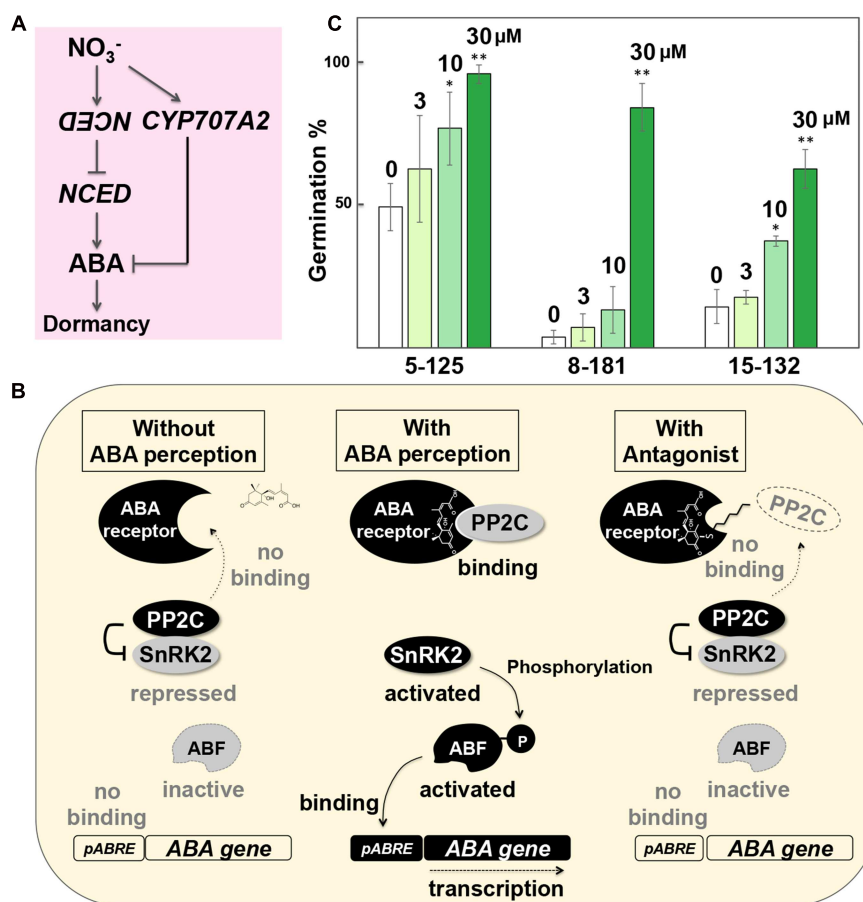 A
NO3-
NCED CYP707A2
NCED
ABA
Dormancy
C
Germination %
100
50
0
3
10
*
30 µM
**
0
3
10
30 µM
**
0
3
10
*
30 µM
**
5-125
8-181
15-132
B
Without
ABA perception
ABA
receptor
OH
O
O
OH
no
binding
PP2C
SnRK2
repressed
ABF
inactive
no
binding
pABRE
ABA gene
With
ABA perception
ABA
receptor
PP2C
binding
SnRK2
activated
Phosphorylation
ABF
P
activated
binding
pABRE
ABA gene
transcription
With
Antagonist
ABA
receptor
S
PP2C
no
binding
PP2C
SnRK2
repressed
ABF
inactive
no
binding
pABRE
ABA gene